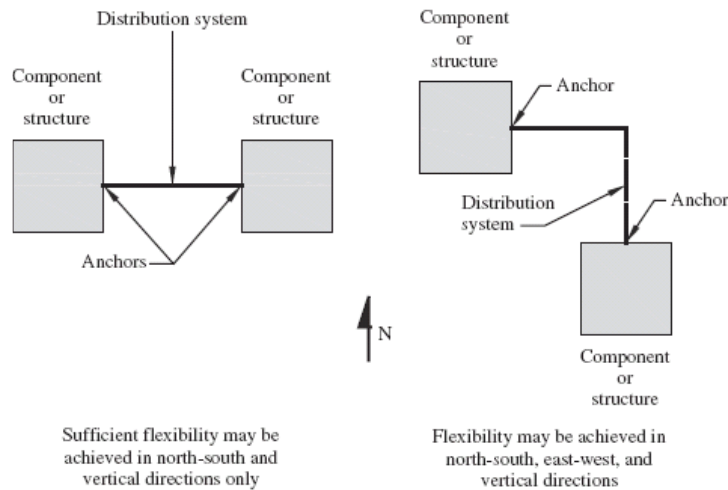 Distribution system
Component
or
structure
Component
or
structure
Anchors
Sufficient flexibility may be
achieved in north-south and
vertical directions only
N
Component
or
structure
Anchor
Distribution
system
Anchor
Component
or
structure
Flexibility may be achieved in
north-south, east-west, and
vertical directions